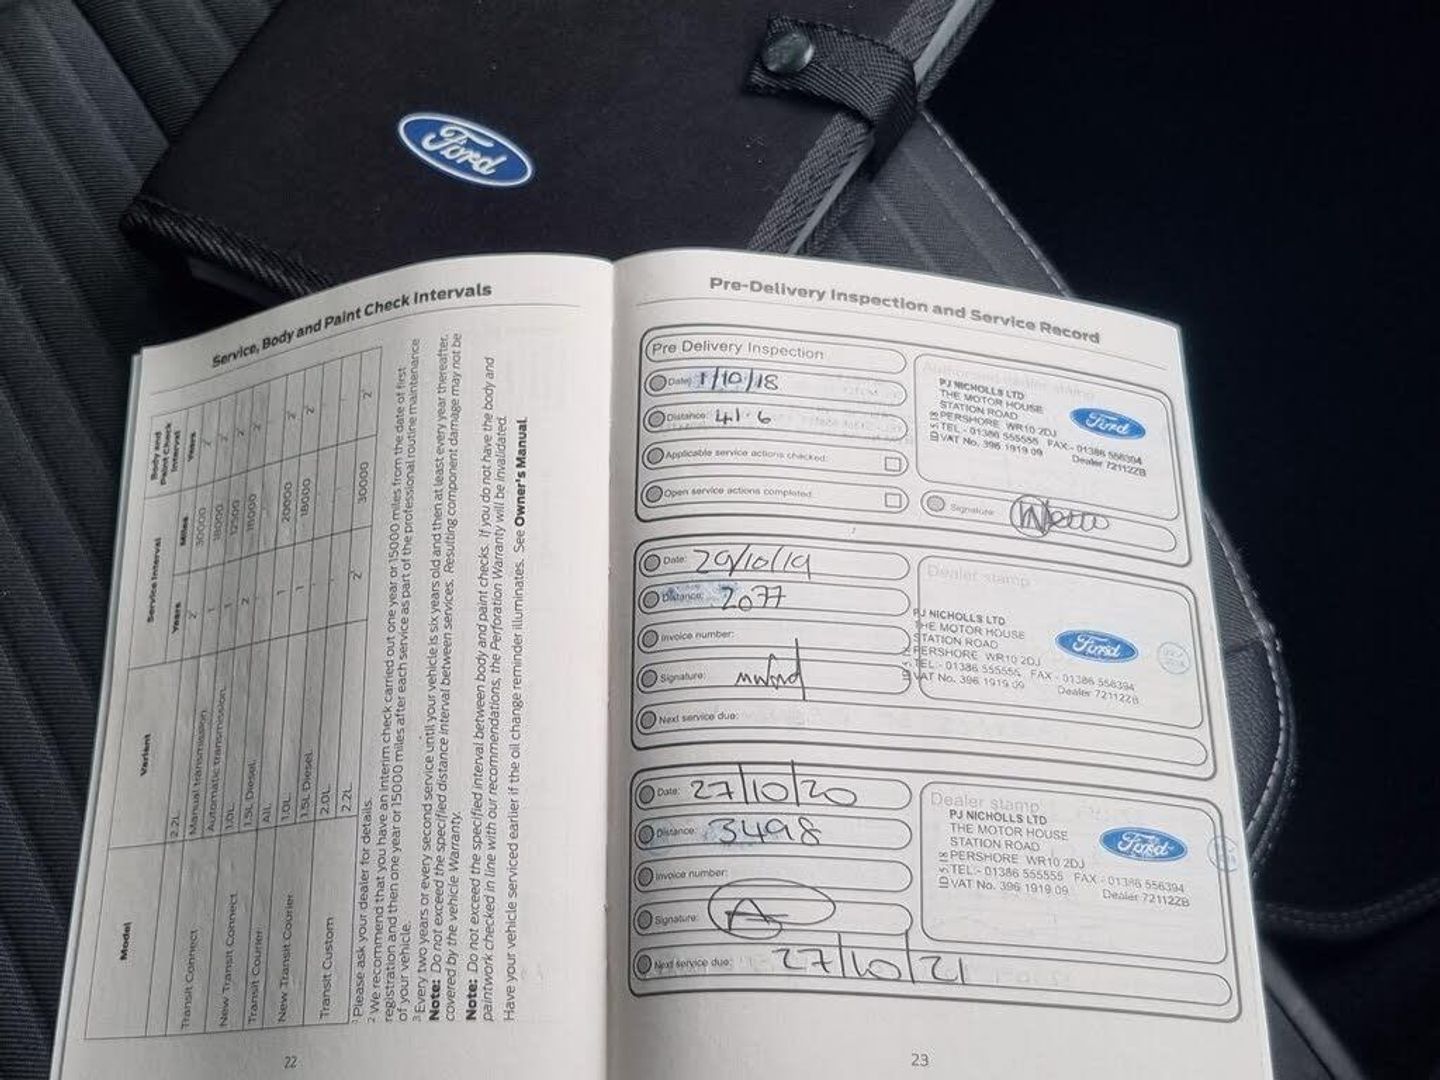 Ford
Service, Body and Paint Check Intervals
Model
Variant
Service Interval
Body and Paint Check Interval
Years
Miles
Years
Transit Connect
2.2L
30000
Manual transmission
1
18000
New Transit Connect
Automatic transmission
1
12500
1.0L
2
18000
Transit Courier
1.5L Diesel
All
New Transit Courier
1.0L
1
20000
1.5L Diesel
1
18000
Transit Custom
2.0L
2.2L
30000
¹ Please ask your dealer for details.
² We recommend that you have an interim check carried out one year or 15000 miles from the date of first
registration and then one year or 15000 miles after each service as part of the professional routine maintenance
of your vehicle.
³ Every two years or every second service until your vehicle is six years old and then at least every year thereafter.
Note: Do not exceed the specified distance interval between services. Resulting component damage may not be
covered by the vehicle Warranty.
Note: Do not exceed the specified interval between body and paint checks. If you do not have the body and
paintwork checked in line with our recommendations, the Perforation Warranty will be invalidated.
Have your vehicle serviced earlier if the oil change reminder illuminates. See Owner's Manual.
22
Pre-Delivery Inspection and Service Record
Pre Delivery Inspection
Date: 1/10/18
Distance: 41.6
Applicable service actions checked:
Open service actions completed:
Authorised dealer stamp
PJ NICHOLLS LTD
THE MOTOR HOUSE
STATION ROAD
PERSHORE WR10 2DJ
TEL:- 01386 555555 FAX:- 01386 556394
VAT No. 396 1919 09 Dealer 72112ZB
Ford
Signature:
Date: 29/10/19
Distance: 2077
Invoice number:
Signature:
Next service due:
Dealer stamp
PJ NICHOLLS LTD
THE MOTOR HOUSE
STATION ROAD
PERSHORE WR10 2DJ
TEL:- 01386 555555 FAX - 01386 556394
VAT No. 396 1919 09 Dealer 72112ZB
Ford
Date: 27/10/20
Distance: 3498
Invoice number:
Signature:
Next service due: 27/10/21
Dealer stamp
PJ NICHOLLS LTD
THE MOTOR HOUSE
STATION ROAD
PERSHORE WR10 2DJ
TEL:- 01386 555555 FAX - 01386 556394
VAT No. 396 1919 09 Dealer 72112ZB
Ford
23